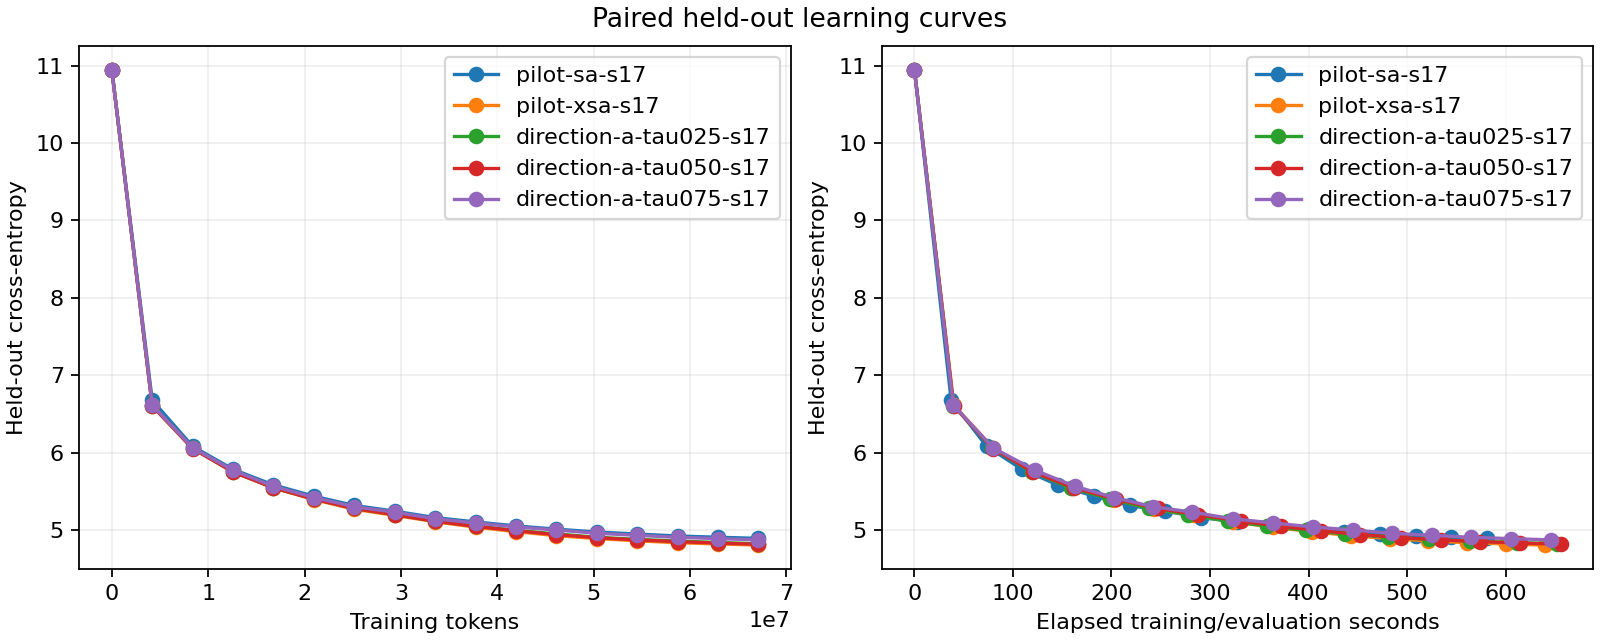 Paired held-out learning curves
Held-out cross-entropy
11
10
9
8
7
6
5
pilot-sa-s17
pilot-xsa-s17
direction-a-tau025-s17
direction-a-tau050-s17
direction-a-tau075-s17
0 1 2 3 4 5 6 7
1e7
Training tokens
Held-out cross-entropy
11
10
9
8
7
6
5
pilot-sa-s17
pilot-xsa-s17
direction-a-tau025-s17
direction-a-tau050-s17
direction-a-tau075-s17
0 100 200 300 400 500 600
Elapsed training/evaluation seconds